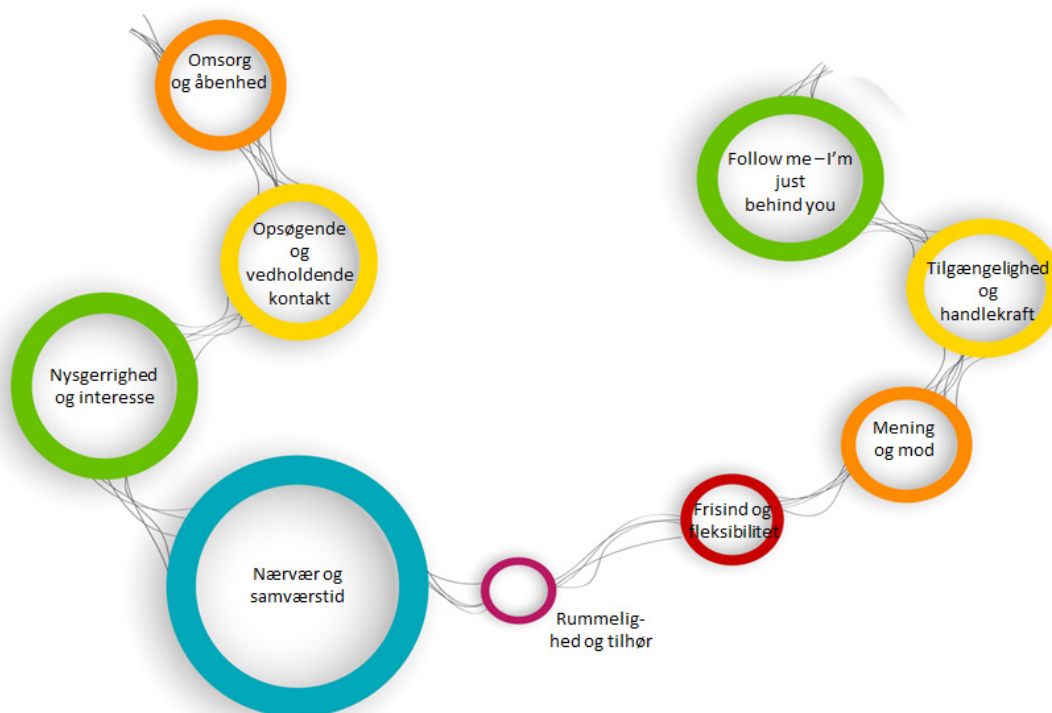 Omsorg
og åbenhed
Opsøgende
og
vedholdende
kontakt
Nysgerrighed
og interesse
Nærvær og
samværstid
Rummelig-
hed og tilhør
Frisind og
fleksibilitet
Mening
og mod
Tilgængelighed
og
handlekraft
Follow me – I'm
just
behind you